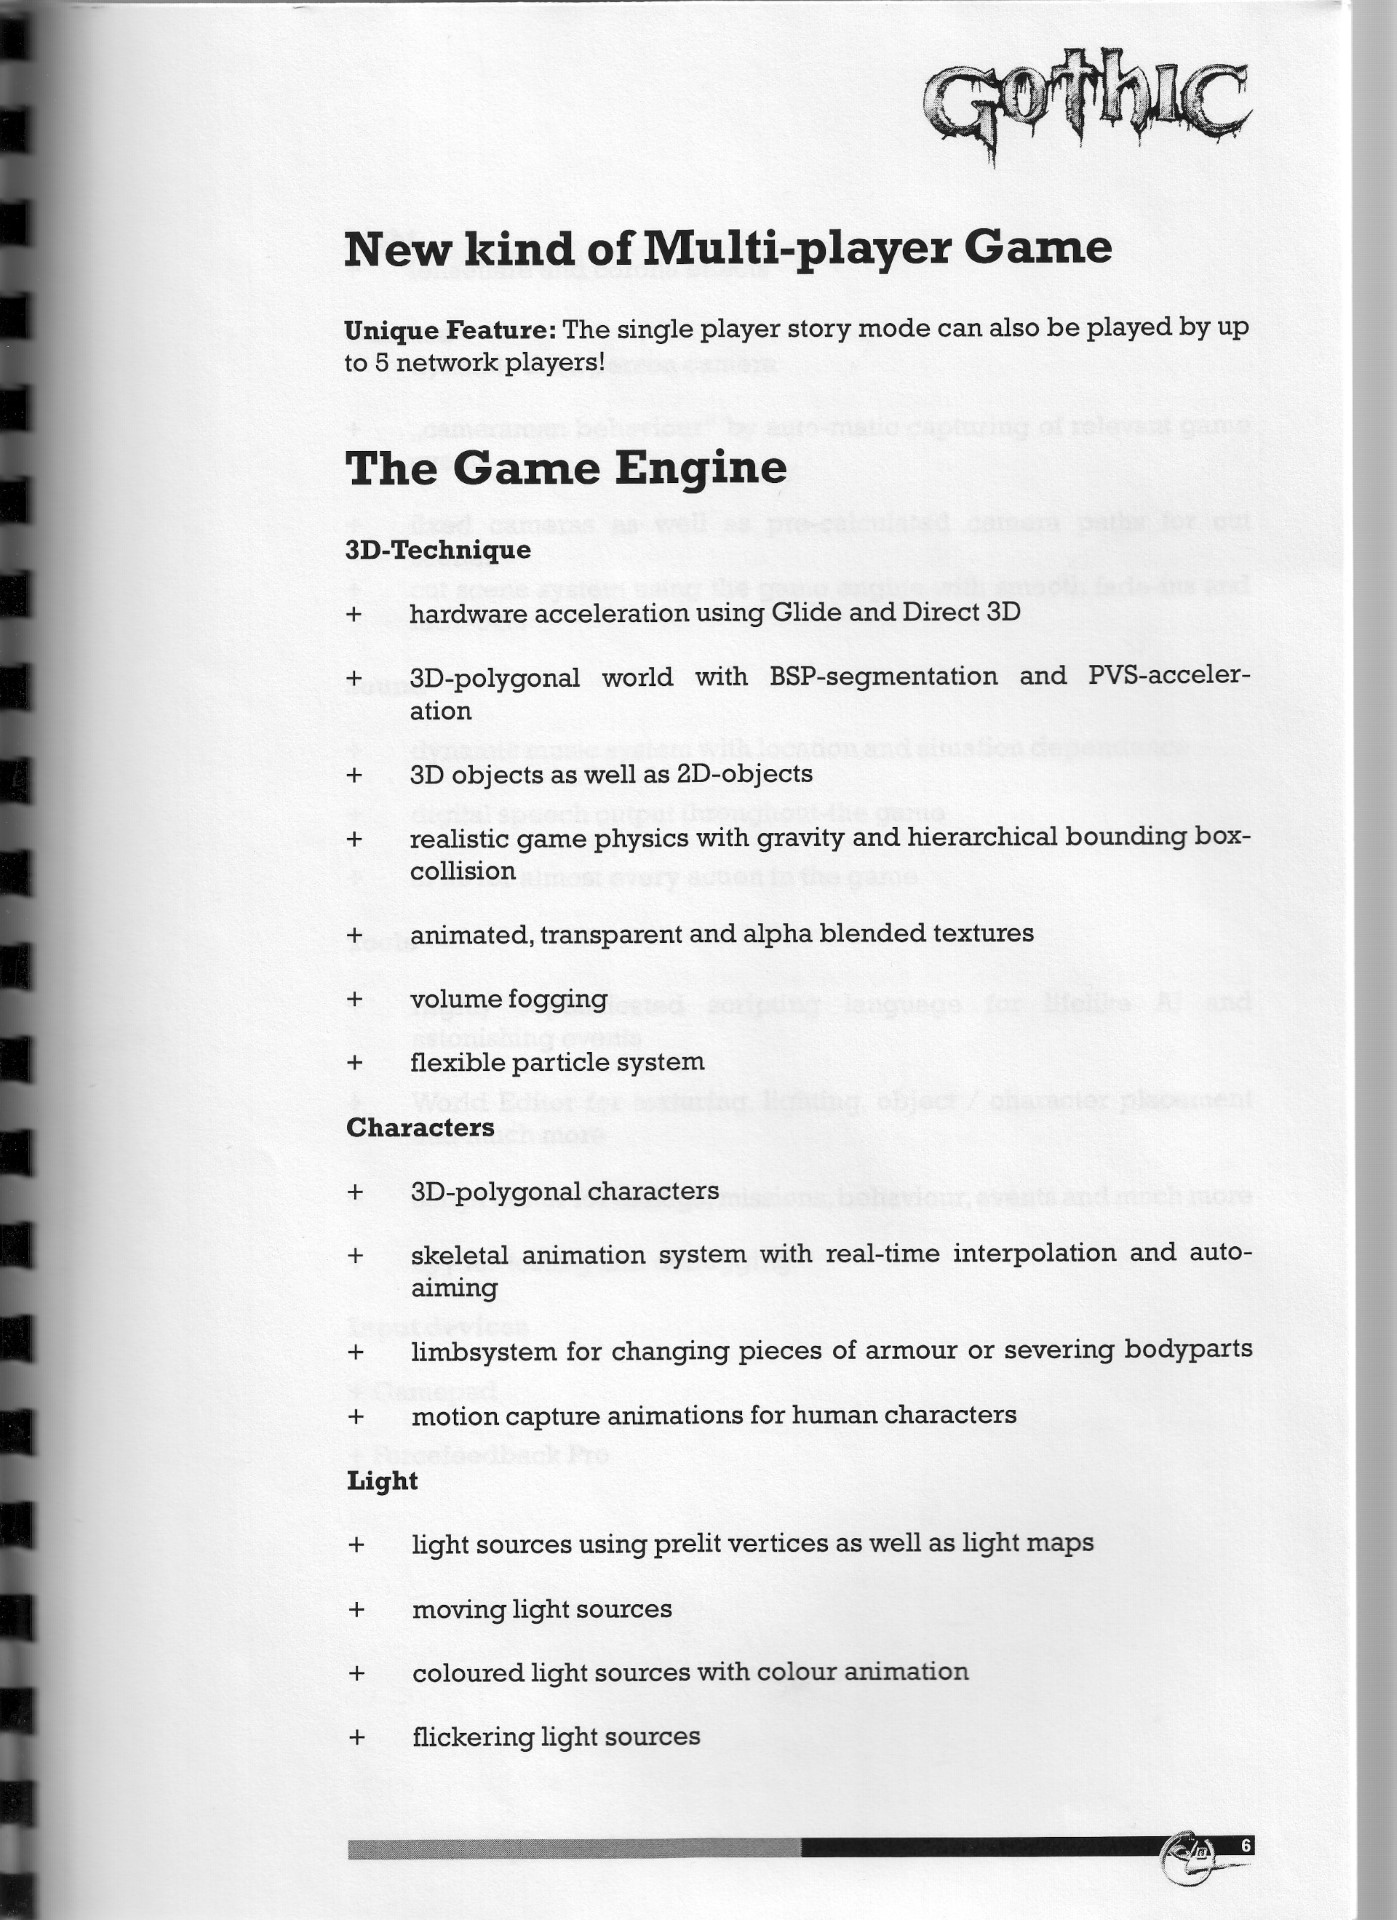 GOTHIC
New kind of Multi-player Game
Unique Feature: The single player story mode can also be played by up
to 5 network players!
The Game Engine
3D-Technique
+ hardware acceleration using Glide and Direct 3D
+ 3D-polygonal world with BSP-segmentation and PVS-acceler-
ation
+ 3D objects as well as 2D-objects
+ realistic game physics with gravity and hierarchical bounding box-
collision
+ animated, transparent and alpha blended textures
+ volume fogging
+ flexible particle system
Characters
+ 3D-polygonal characters
+ skeletal animation system with real-time interpolation and auto-
aiming
+ limbsystem for changing pieces of armour or severing bodyparts
+ motion capture animations for human characters
Light
+ light sources using prelit vertices as well as light maps
+ moving light sources
+ coloured light sources with colour animation
+ flickering light sources
6